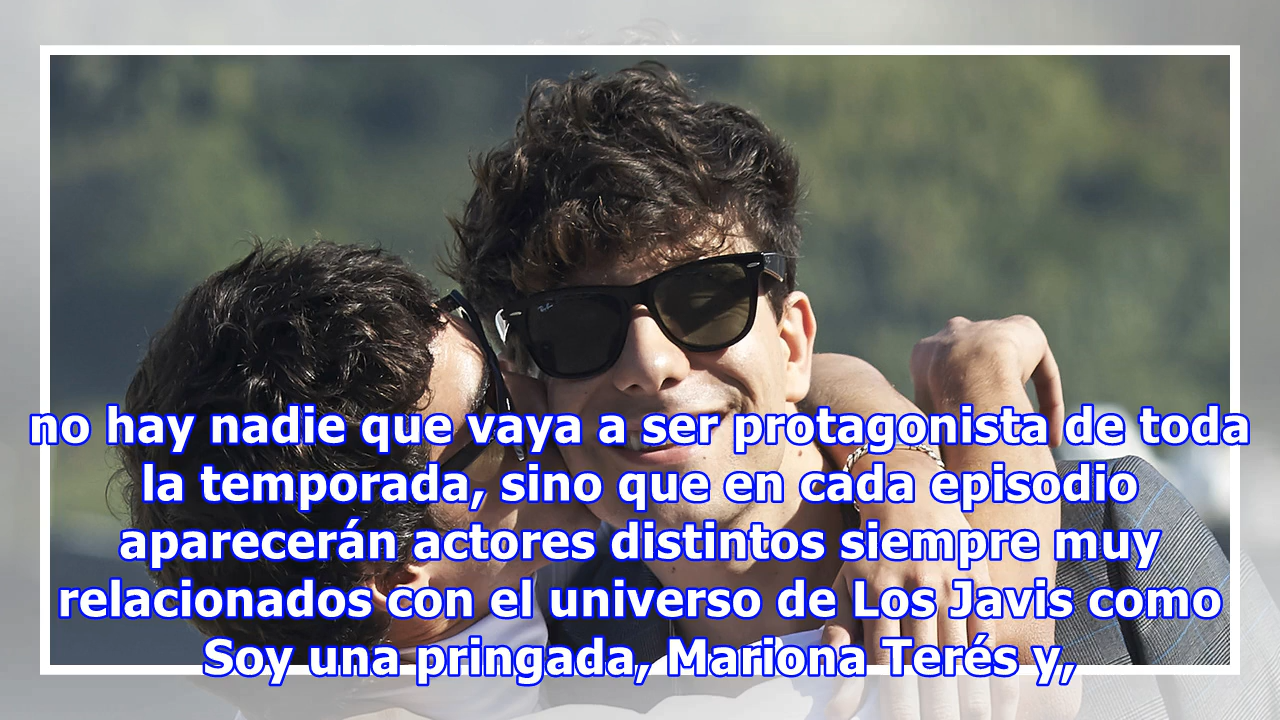 no hay nadie que vaya a ser protagonista de toda
la temporada, sino que en cada episodio
aparecerán actores distintos siempre muy
relacionados con el universo de Los Javis como
Soy una pringada, Mariona Terés y,